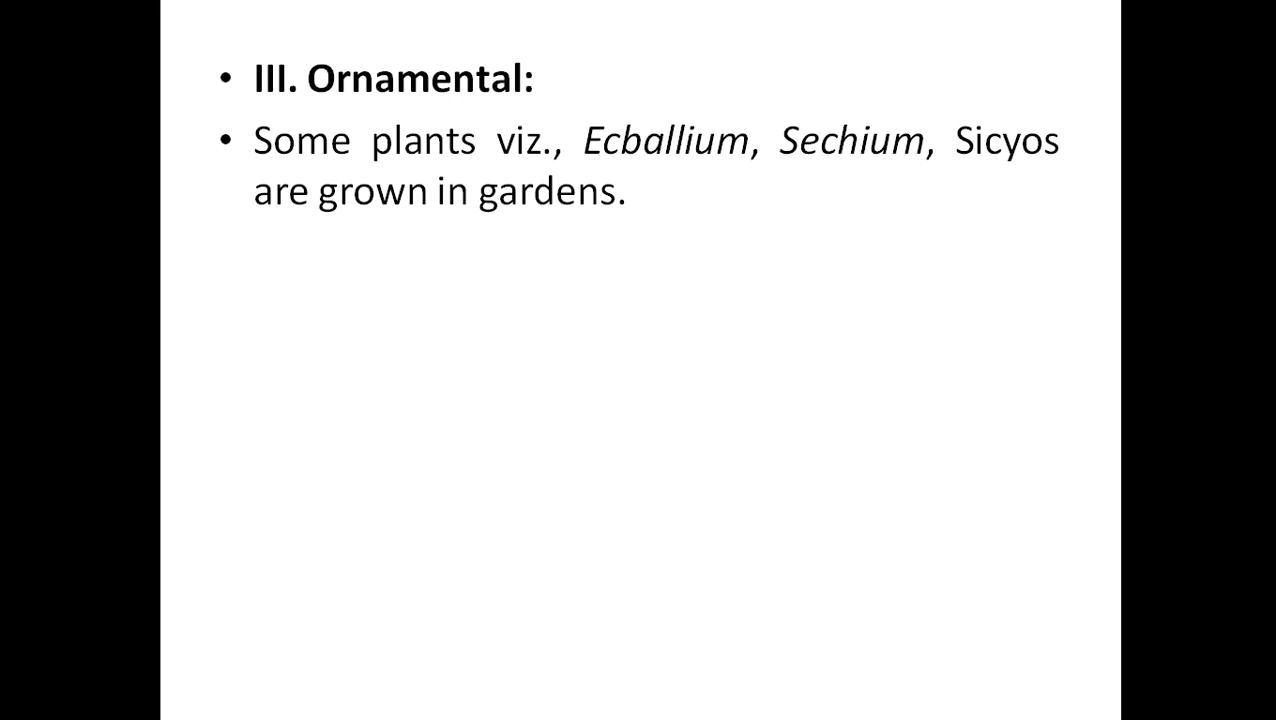 • III. Ornamental:
• Some plants viz., Ecballium, Sechium, Sicyos
are grown in gardens.